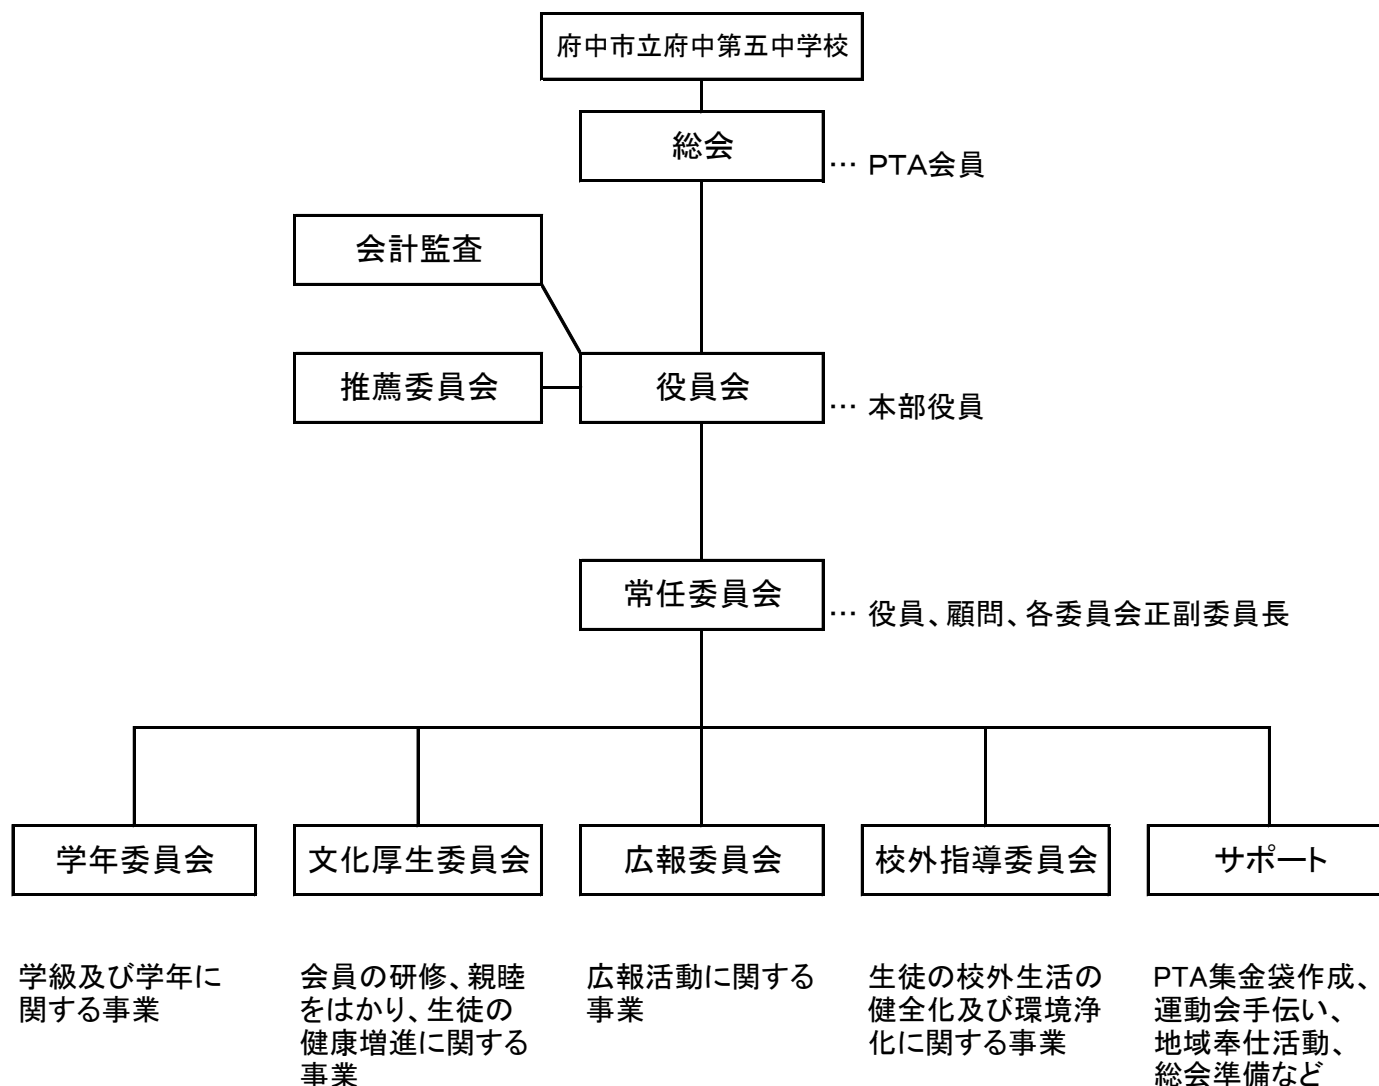 府中市立府中第五中学校
総会
… PTA会員
会計監査
推薦委員会
役員会
… 本部役員
常任委員会
… 役員、顧問、各委員会正副委員長
学年委員会
文化厚生委員会
広報委員会
校外指導委員会
サポート
学級及び学年に
関する事業
会員の研修、親睦
をはかり、生徒の
健康増進に関する
事業
広報活動に関する
事業
生徒の校外生活の
健全化及び環境浄
化に関する事業
PTA集金袋作成、
運動会手伝い、
地域奉仕活動、
総会準備など